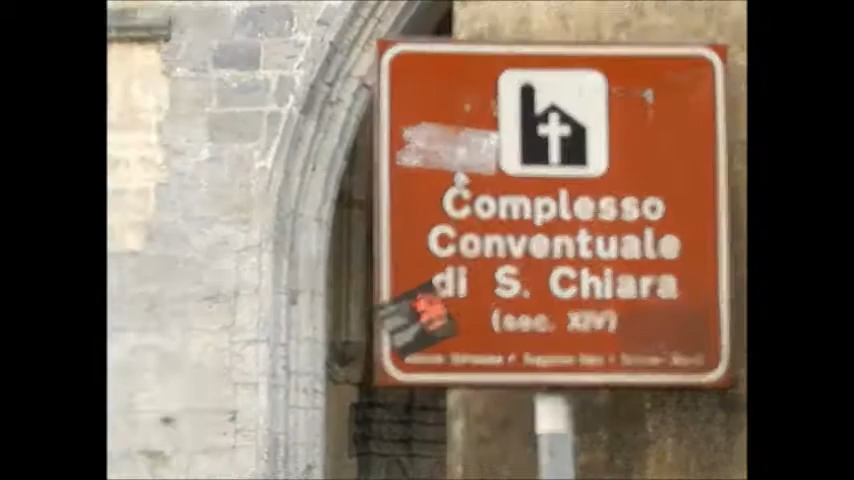 Complesso
Conventuale
di S. Chiara
(sec. XIV)